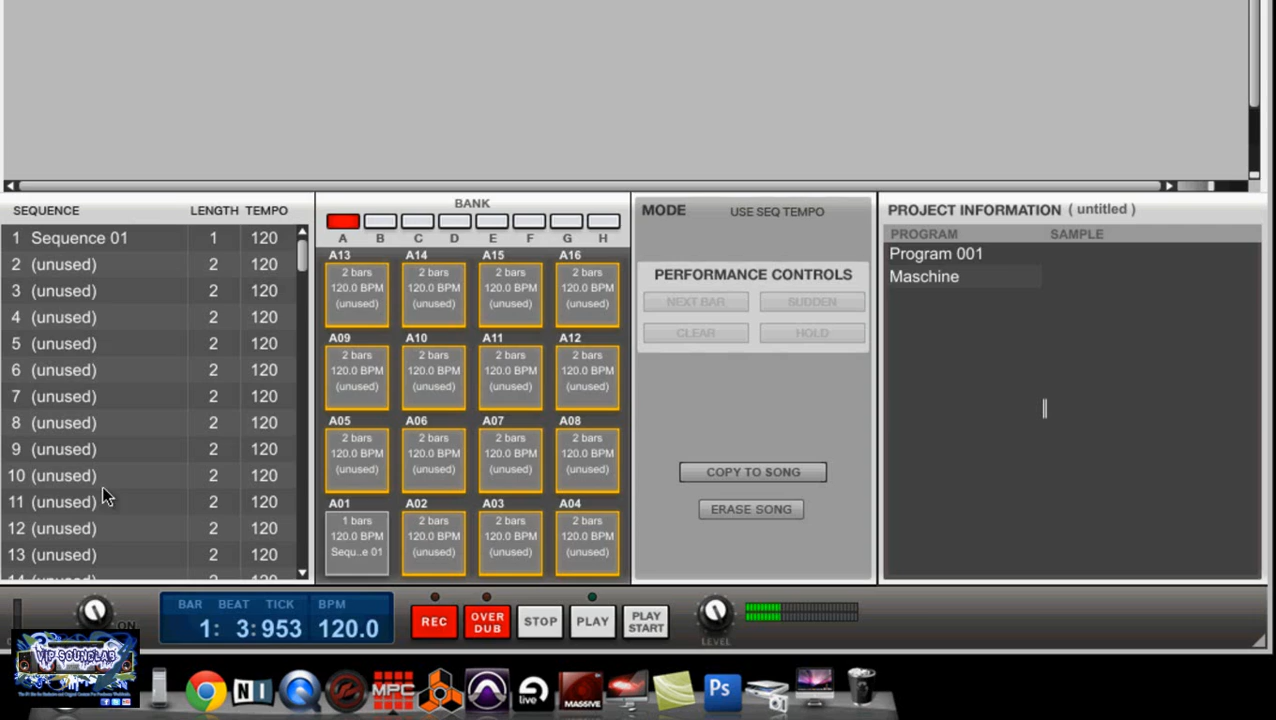 SEQUENCE LENGTH TEMPO
1 Sequence 01 1 120
2 (unused) 2 120
3 (unused) 2 120
4 (unused) 2 120
5 (unused) 2 120
6 (unused) 2 120
7 (unused) 2 120
8 (unused) 2 120
9 (unused) 2 120
10 (unused) 2 120
11 (unused) 2 120
12 (unused) 2 120
13 (unused) 2 120
14 (unused) 2 120
BANK
A B C D E F G H
A13 A14 A15 A16
2 bars 2 bars 2 bars 2 bars
120.0 BPM 120.0 BPM 120.0 BPM 120.0 BPM
(unused) (unused) (unused) (unused)
A09 A10 A11 A12
2 bars 2 bars 2 bars 2 bars
120.0 BPM 120.0 BPM 120.0 BPM 120.0 BPM
(unused) (unused) (unused) (unused)
A05 A06 A07 A08
2 bars 2 bars 2 bars 2 bars
120.0 BPM 120.0 BPM 120.0 BPM 120.0 BPM
(unused) (unused) (unused) (unused)
A01 A02 A03 A04
1 bars 2 bars 2 bars 2 bars
120.0 BPM 120.0 BPM 120.0 BPM 120.0 BPM
Sequ..e 01 (unused) (unused) (unused)
MODE USE SEQ TEMPO
PERFORMANCE CONTROLS
NEXT BAR SUDDEN
CLEAR HOLD
COPY TO SONG
ERASE SONG
PROJECT INFORMATION ( untitled )
PROGRAM SAMPLE
Program 001
Maschine
ON
BAR BEAT TICK BPM
1: 3:953 120.0
REC
OVER DUB
STOP
PLAY
PLAY START
LEVEL
VIP SOUNDLAB
NI
MPC
live
MASSIVE
Ps